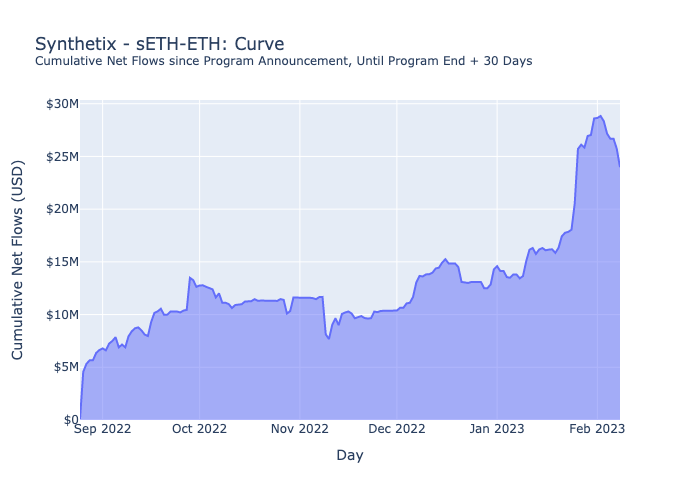 Synthetix - sETH-ETH: Curve
Cumulative Net Flows since Program Announcement, Until Program End + 30 Days
Cumulative Net Flows (USD)
$30M
$25M
$20M
$15M
$10M
$5M
$0
Sep 2022 Oct 2022 Nov 2022 Dec 2022 Jan 2023 Feb 2023
Day